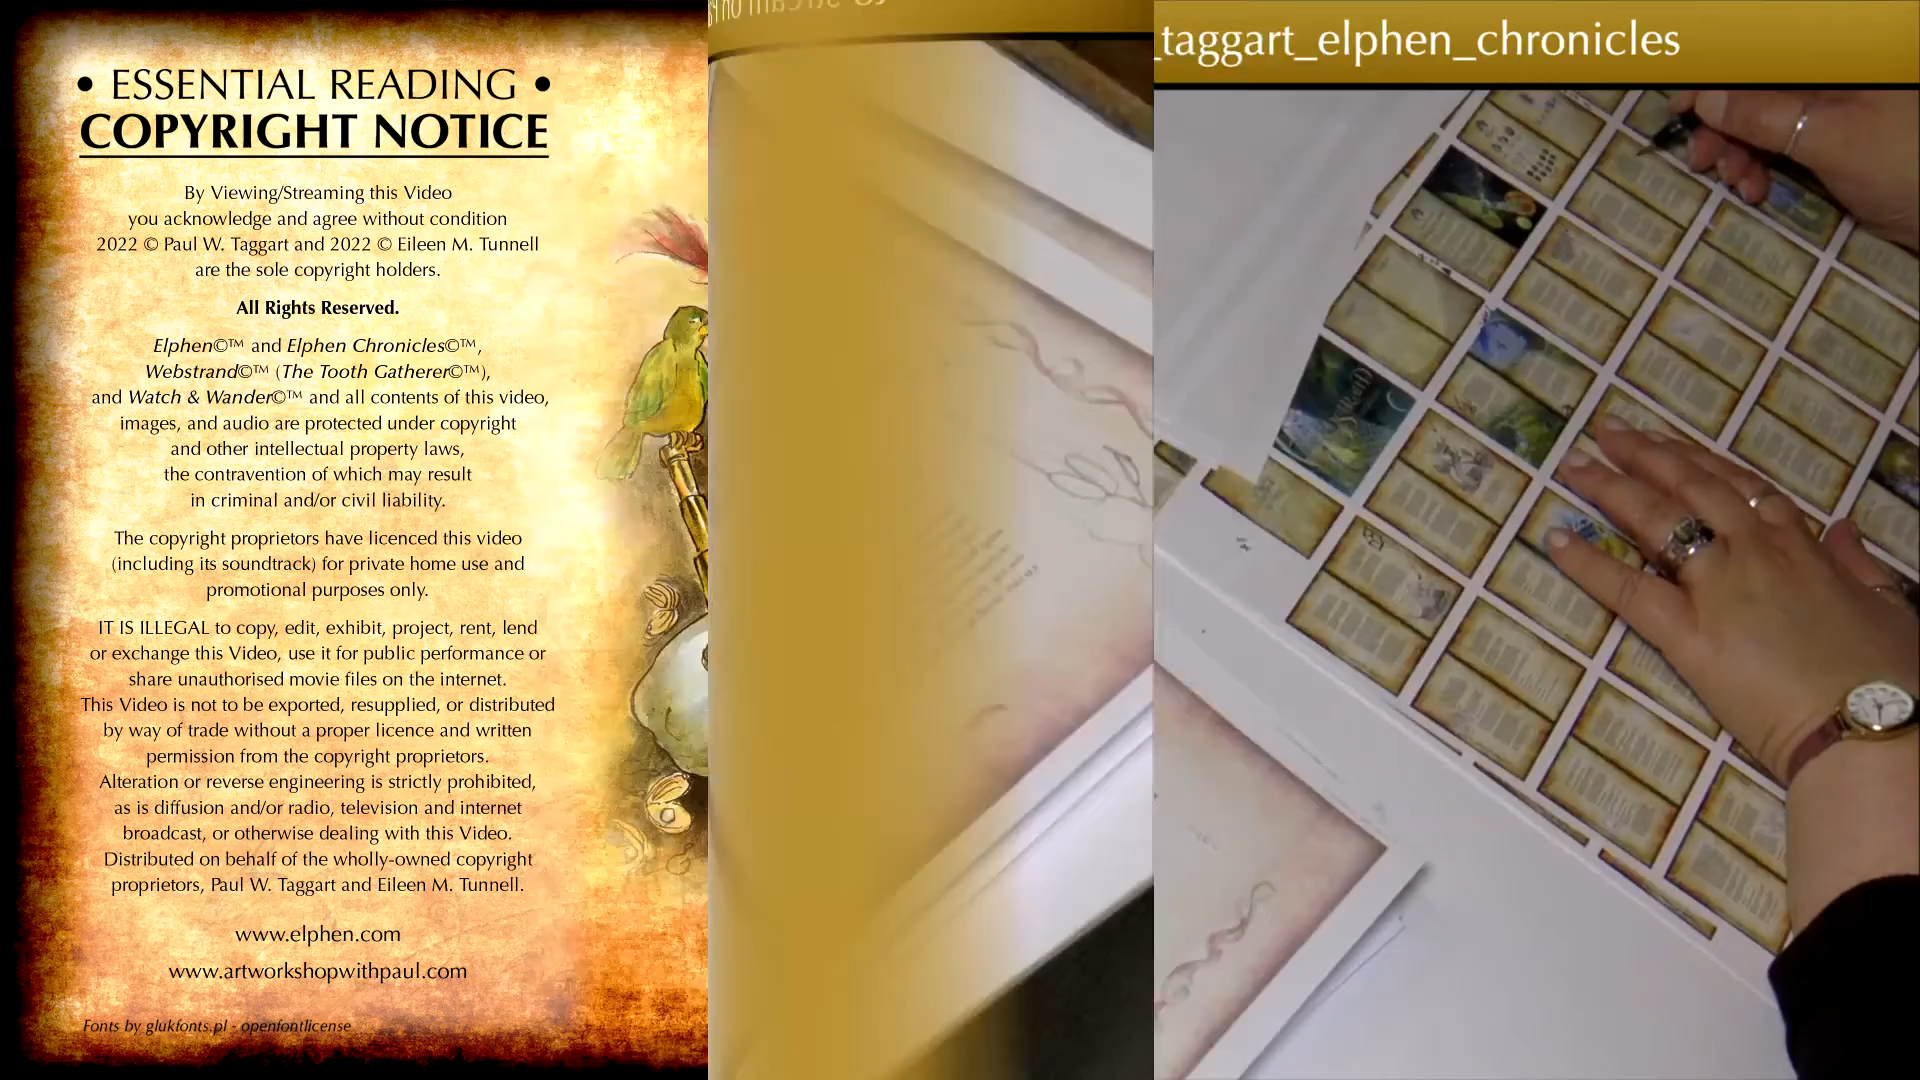 • ESSENTIAL READING •
COPYRIGHT NOTICE
By Viewing/Streaming this Video
you acknowledge and agree without condition
2022 © Paul W. Taggart and 2022 © Eileen M. Tunnell
are the sole copyright holders.
All Rights Reserved.
Elphen©™ and Elphen Chronicles©™,
Webstrand©™ (The Tooth Gatherer©™),
and Watch & Wander©™ and all contents of this video,
images, and audio are protected under copyright
and other intellectual property laws,
the contravention of which may result
in criminal and/or civil liability.
The copyright proprietors have licenced this video
(including its soundtrack) for private home use and
promotional purposes only.
IT IS ILLEGAL to copy, edit, exhibit, project, rent, lend
or exchange this Video, use it for public performance or
share unauthorised movie files on the internet.
This Video is not to be exported, resupplied, or distributed
by way of trade without a proper licence and written
permission from the copyright proprietors.
Alteration or reverse engineering is strictly prohibited,
as is diffusion and/or radio, television and internet
broadcast, or otherwise dealing with this Video.
Distributed on behalf of the wholly-owned copyright
proprietors, Paul W. Taggart and Eileen M. Tunnell.
www.elphen.com
www.artworkshopwithpaul.com
Fonts by glukfonts.pl - openfontlicense
_taggart_elphen_chronicles